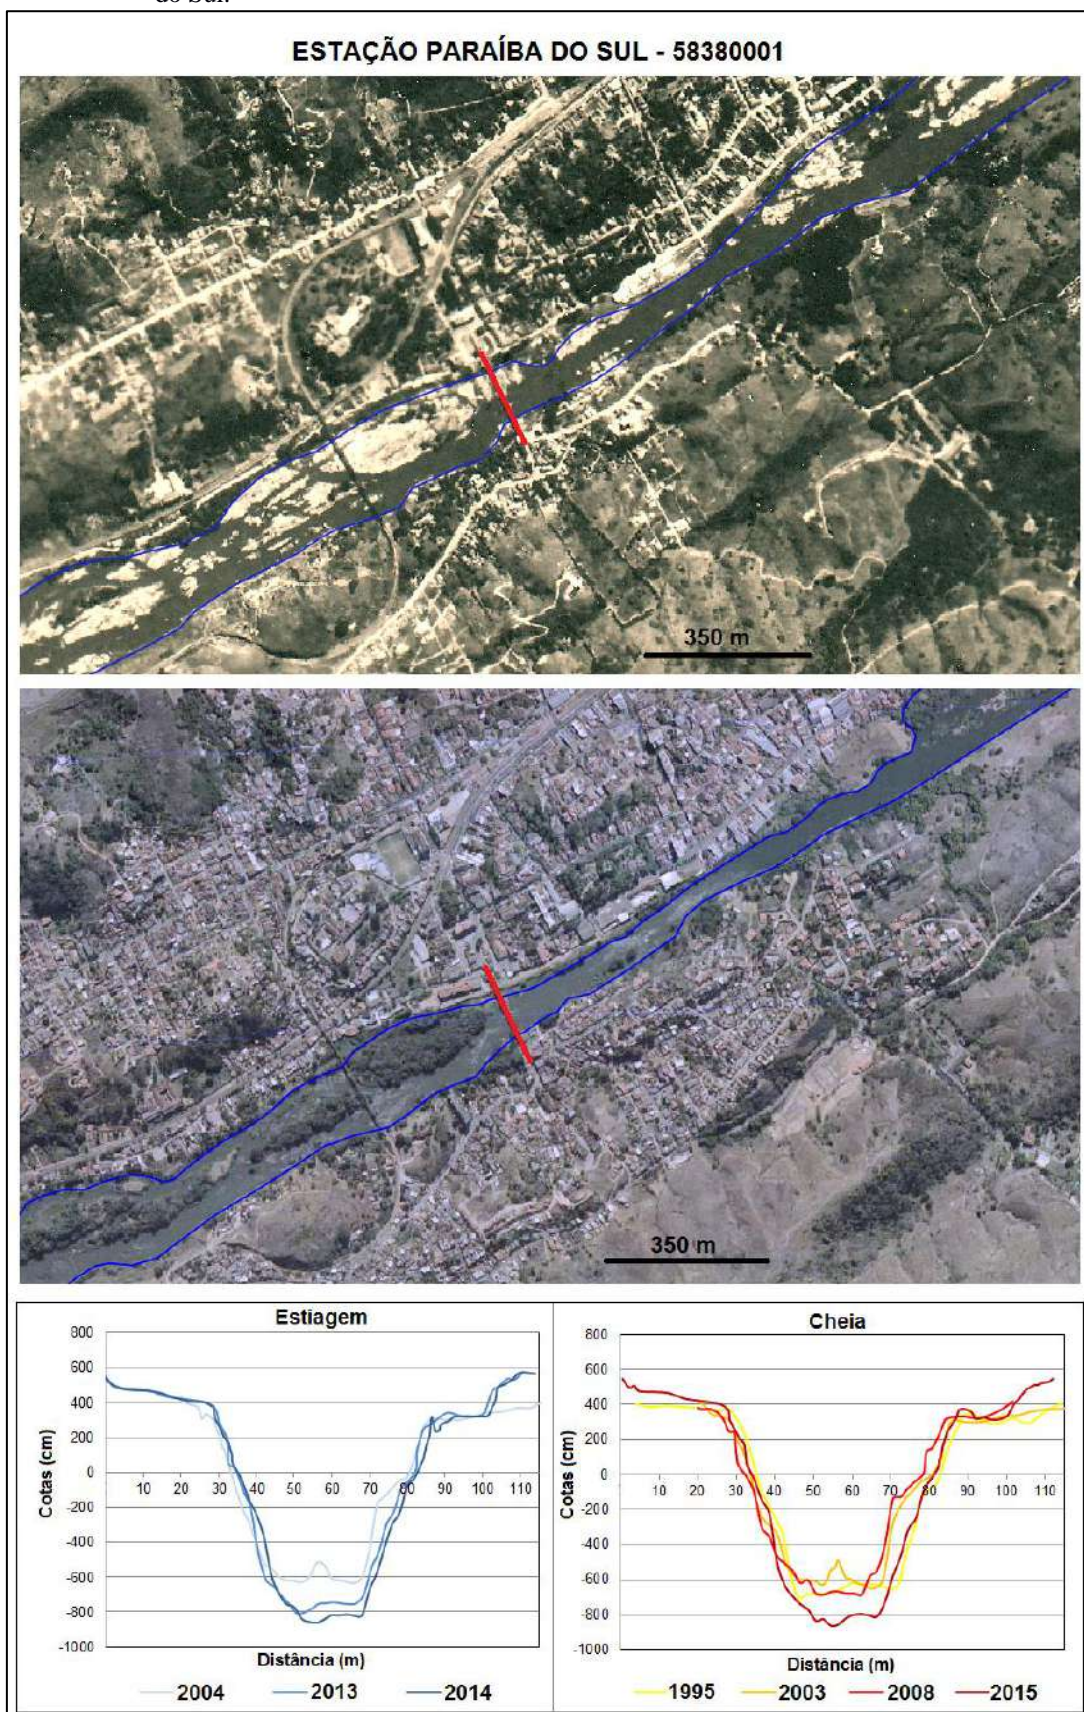 do Sul.
ESTAÇÃO PARAÍBA DO SUL - 58380001
350 m
350 m
Estiagem
800
600
400
200
0
-200
-400
-600
-800
-1000
10 20 30 40 50 60 70 80 90 100 110
Cotas (cm)
Distância (m)
2004 2013 2014
Cheia
800
600
400
200
0
-200
-400
-600
-800
-1000
10 20 30 40 50 60 70 80 90 100 110
Cotas (cm)
Distância (m)
1995 2003 2008 2015